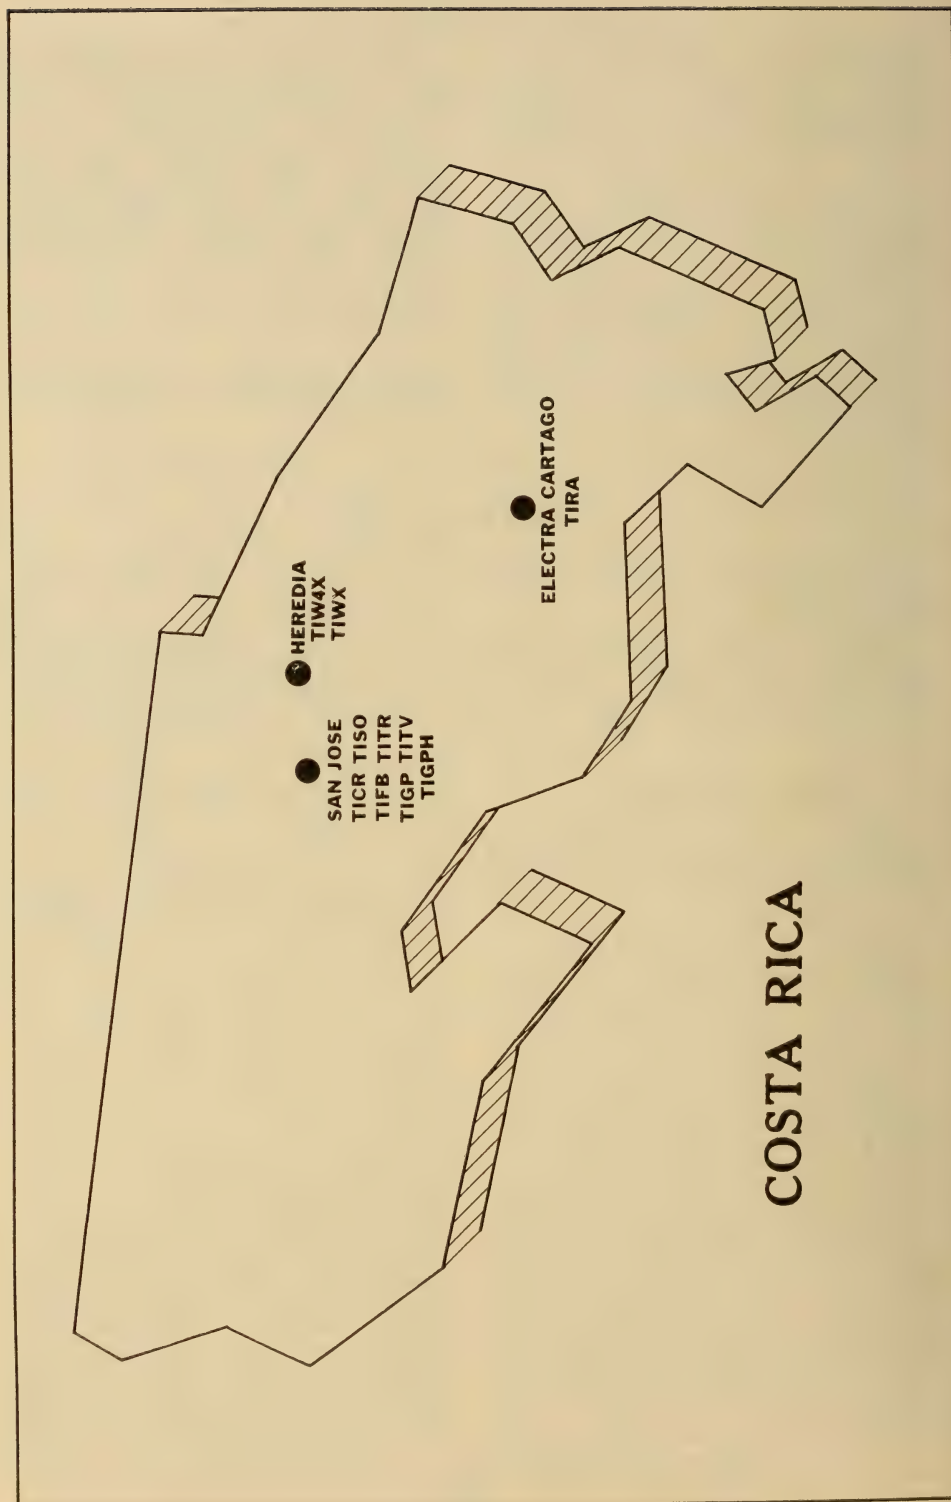 HEREDIA
TIW4X
TIWX
SAN JOSE
TICR TISO
TIFB TITR
TIGP TITV
TIGPH
ELECTRA CARTAGO
TIRA
COSTA RICA